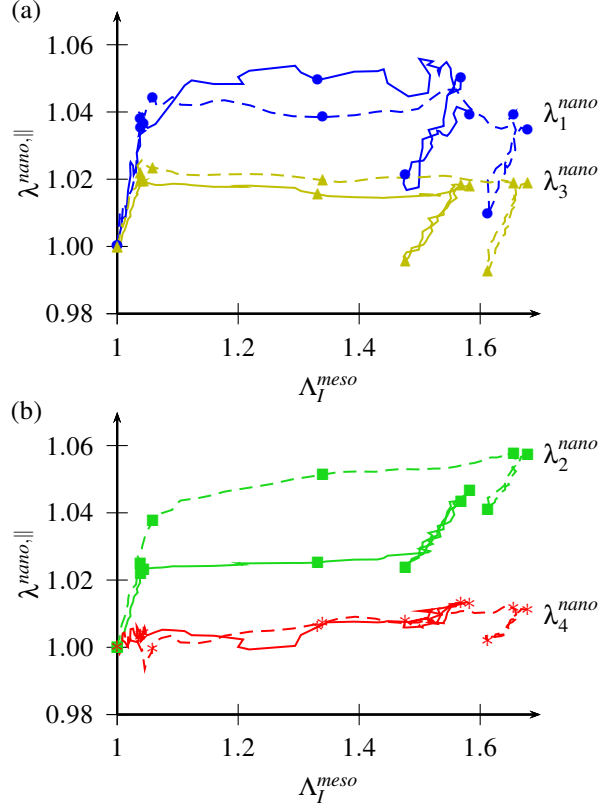 (a)
1.06
1.04
1.02
1.00
0.98
λ^{nano,||}
λ_1^{nano}
λ_3^{nano}
1 1.2 1.4 1.6
Λ_I^{meso}
(b)
1.06
1.04
1.02
1.00
0.98
λ^{nano,||}
λ_2^{nano}
λ_4^{nano}
1 1.2 1.4 1.6
Λ_I^{meso}